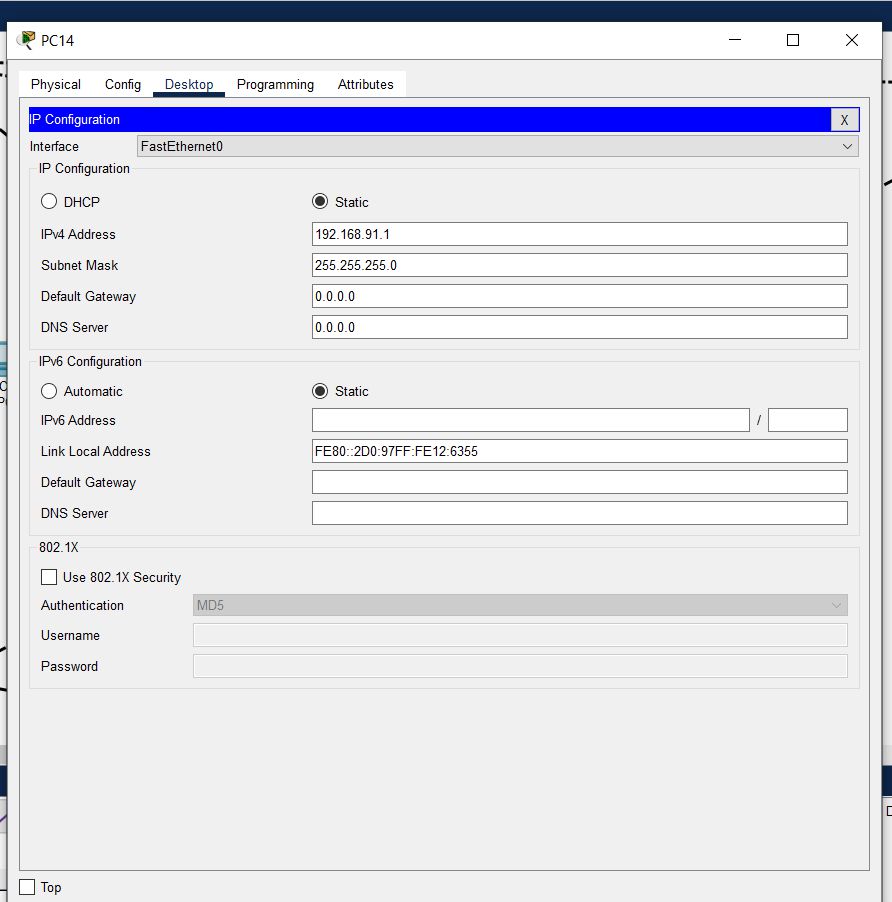 PC14
Physical Config Desktop Programming Attributes
IP Configuration X
Interface FastEthernet0
IP Configuration
DHCP Static
IPv4 Address 192.168.91.1
Subnet Mask 255.255.255.0
Default Gateway 0.0.0.0
DNS Server 0.0.0.0
IPv6 Configuration
Automatic Static
IPv6 Address /
Link Local Address FE80::2D0:97FF:FE12:6355
Default Gateway
DNS Server
802.1X
Use 802.1X Security
Authentication MD5
Username
Password
Top